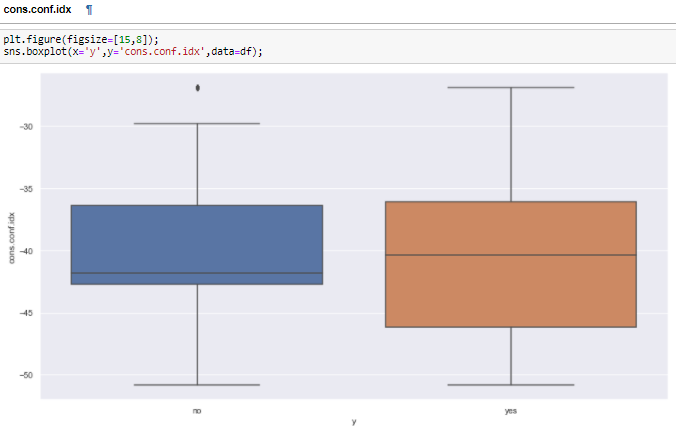 cons.conf.idx ¶
plt.figure(figsize=[15,8]);
sns.boxplot(x='y',y='cons.conf.idx',data=df);
−30
−35
−40
−45
−50
cons.conf.idx
no
yes
y